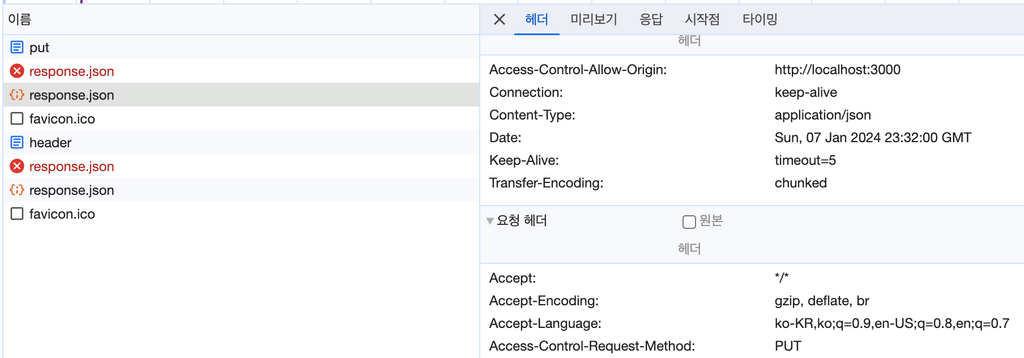 이름
put
response.json
response.json
favicon.ico
header
response.json
response.json
favicon.ico
헤더 미리보기 응답 시작점 타이밍
헤더
Access-Control-Allow-Origin: http://localhost:3000
Connection: keep-alive
Content-Type: application/json
Date: Sun, 07 Jan 2024 23:32:00 GMT
Keep-Alive: timeout=5
Transfer-Encoding: chunked
요청 헤더 원본
헤더
Accept: */*
Accept-Encoding: gzip, deflate, br
Accept-Language: ko-KR,ko;q=0.9,en-US;q=0.8,en;q=0.7
Access-Control-Request-Method: PUT